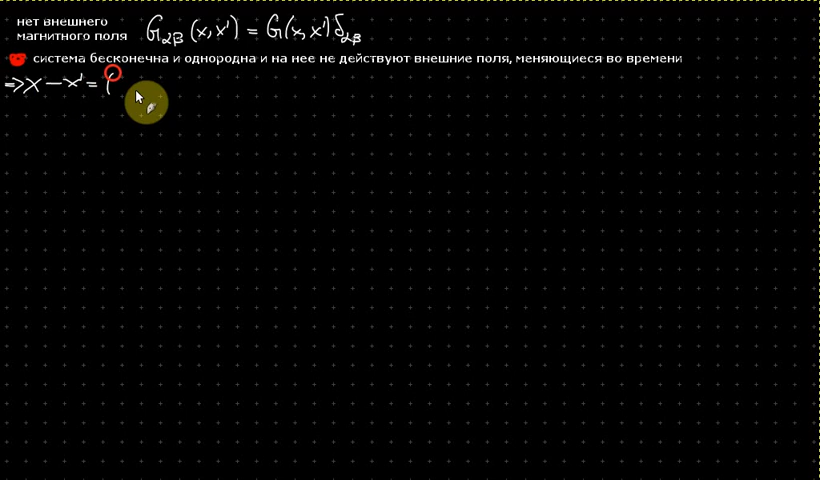 нет внешнего
магнитного поля
G_{αβ}(x, x') = G(x, x') δ_{αβ}
система бесконечна и однородна и на нее не действуют внешние поля, меняющиеся во времени
=> x - x' = (